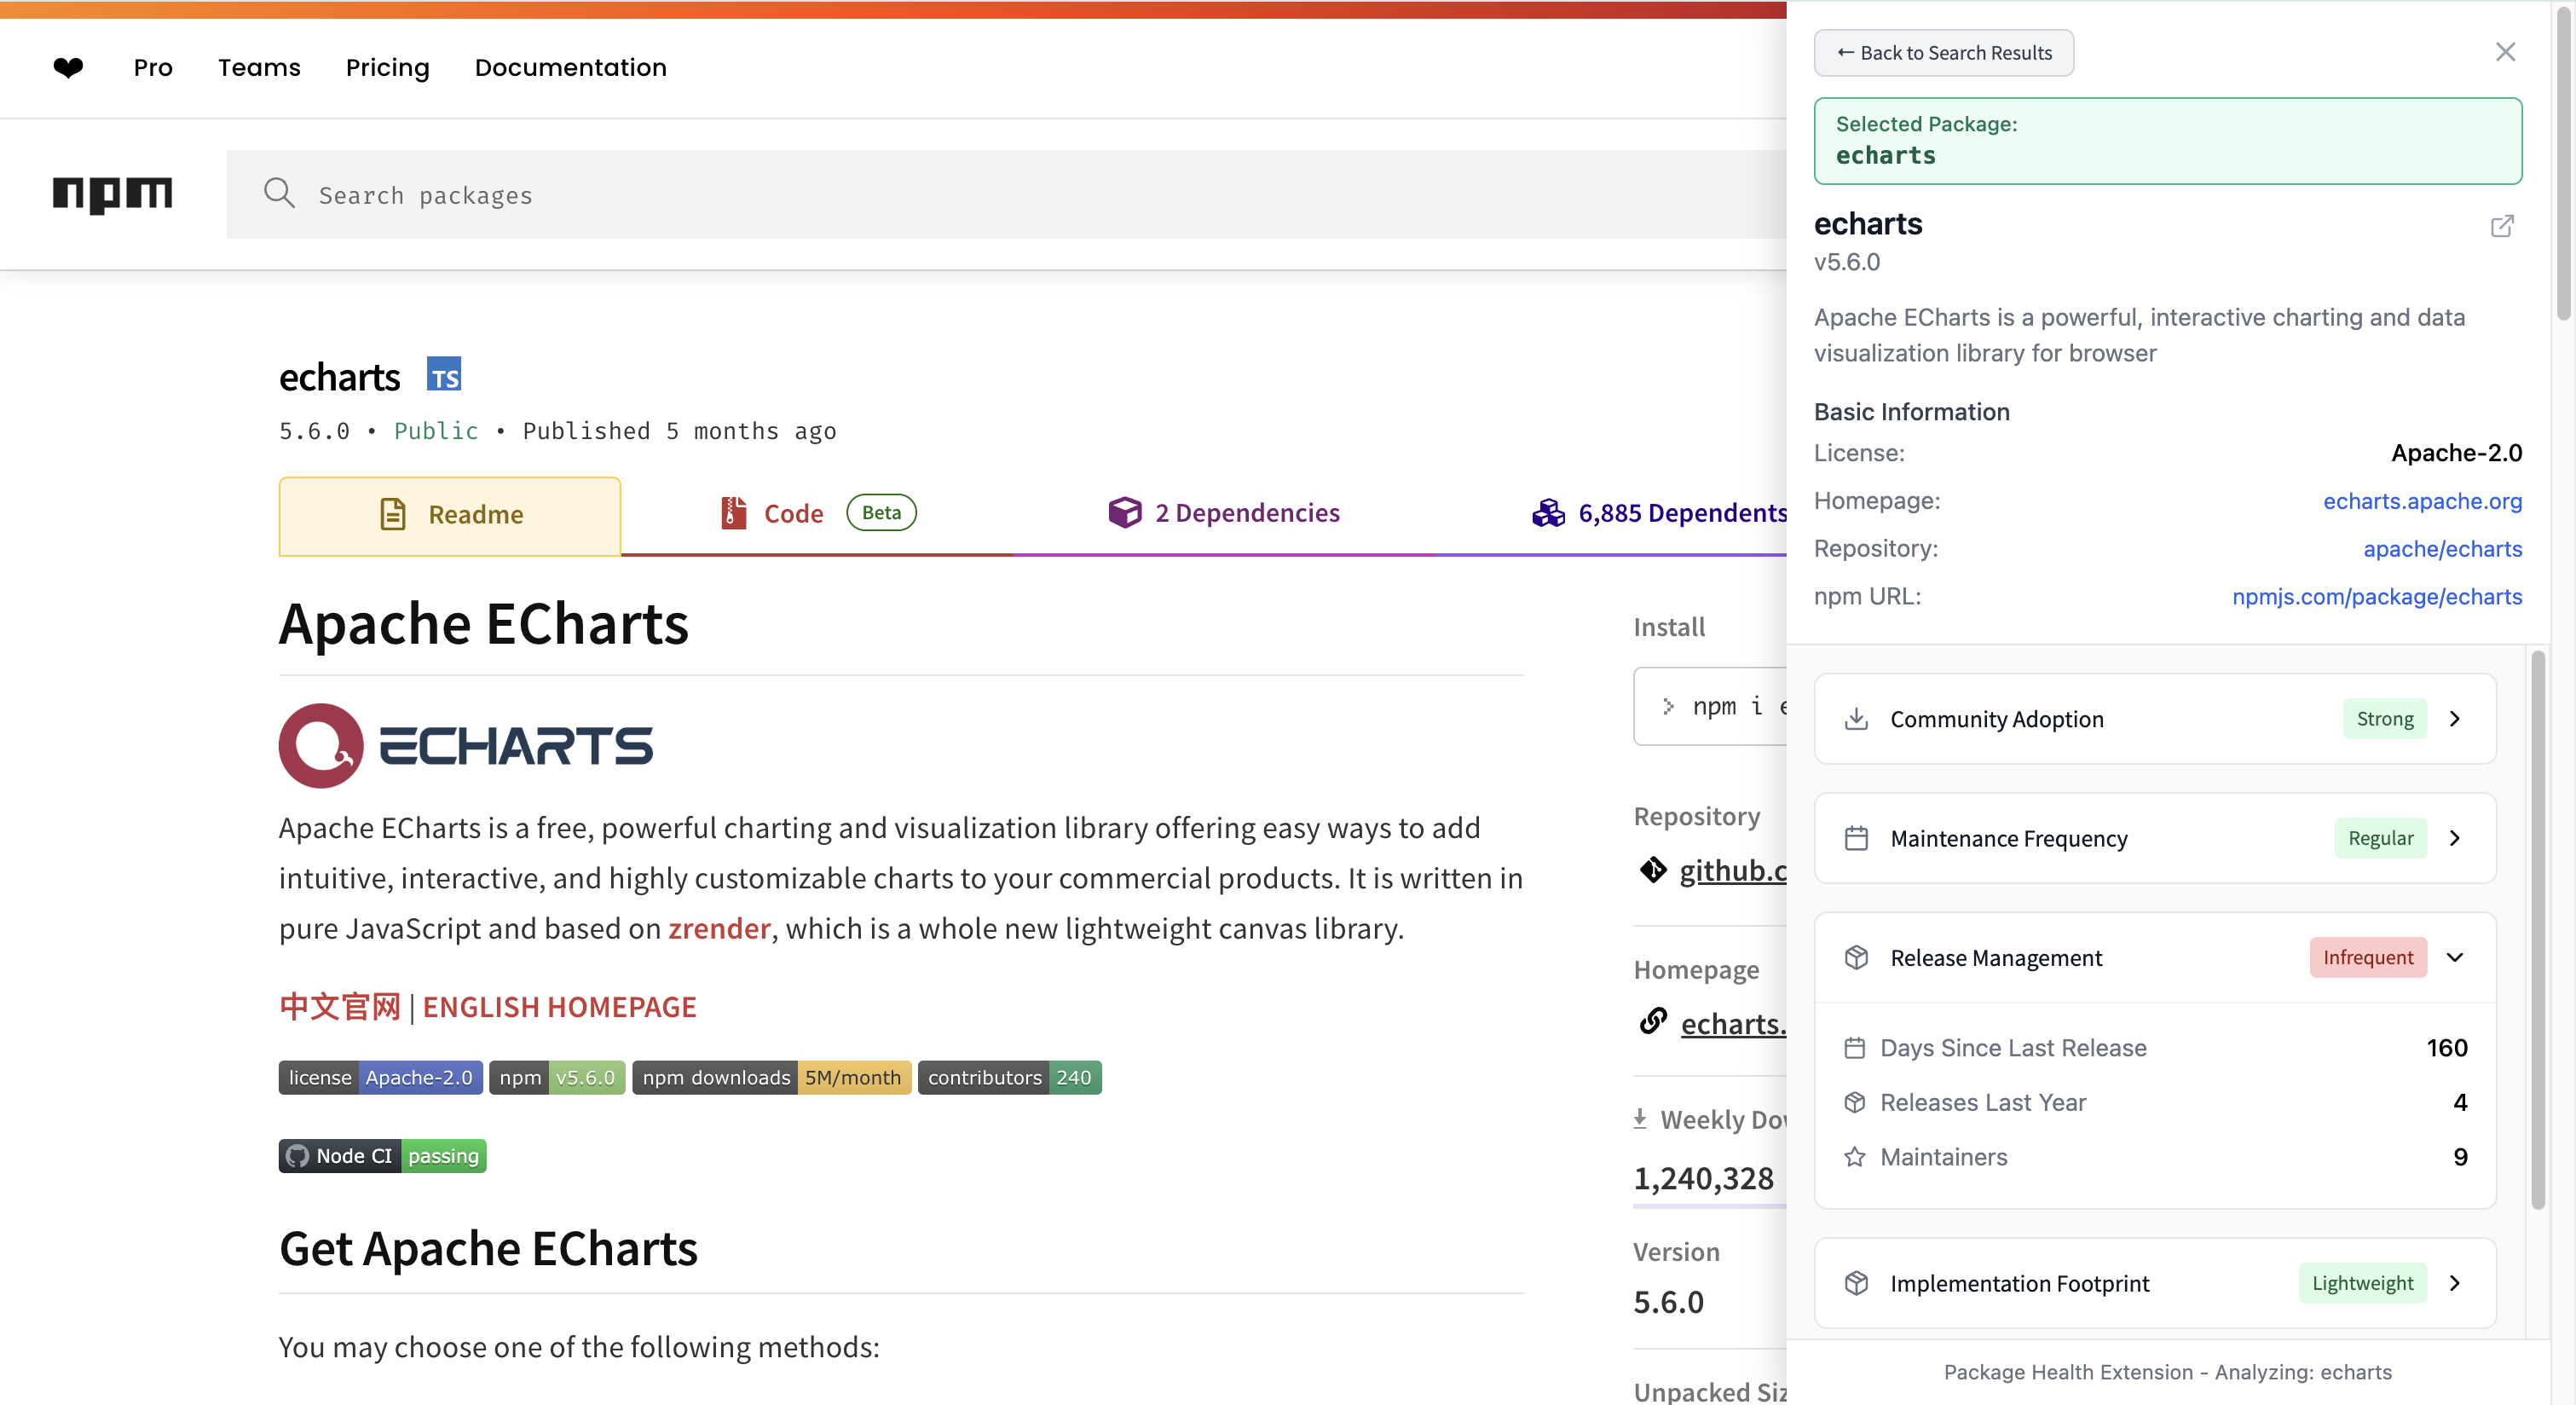 Pro Teams Pricing Documentation
npm
Search packages
echarts TS
5.6.0 • Public • Published 5 months ago
Readme
Code Beta
2 Dependencies
6,885 Dependents
Apache ECharts
ECHARTS
Apache ECharts is a free, powerful charting and visualization library offering easy ways to add
intuitive, interactive, and highly customizable charts to your commercial products. It is written in
pure JavaScript and based on zrender, which is a whole new lightweight canvas library.
中文官网 | ENGLISH HOMEPAGE
license Apache-2.0 npm v5.6.0 npm downloads 5M/month contributors 240
Node CI passing
Get Apache ECharts
You may choose one of the following methods:
Install
> npm i e
Repository
github.c
Homepage
echarts.
Weekly Dow
1,240,328
Version
5.6.0
Unpacked Siz
← Back to Search Results
Selected Package:
echarts
echarts
v5.6.0
Apache ECharts is a powerful, interactive charting and data
visualization library for browser
Basic Information
License: Apache-2.0
Homepage: echarts.apache.org
Repository: apache/echarts
npm URL: npmjs.com/package/echarts
Community Adoption Strong
Maintenance Frequency Regular
Release Management Infrequent
Days Since Last Release 160
Releases Last Year 4
Maintainers 9
Implementation Footprint Lightweight
Package Health Extension - Analyzing: echarts